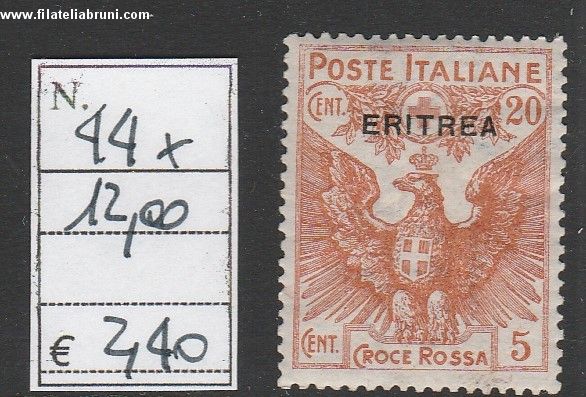 www.filateliabruni.com
N.
44 x
12,00
€ 2,40
POSTE ITALIANE
CENT. 20
ERITREA
CENT. 5
CROCE ROSSA